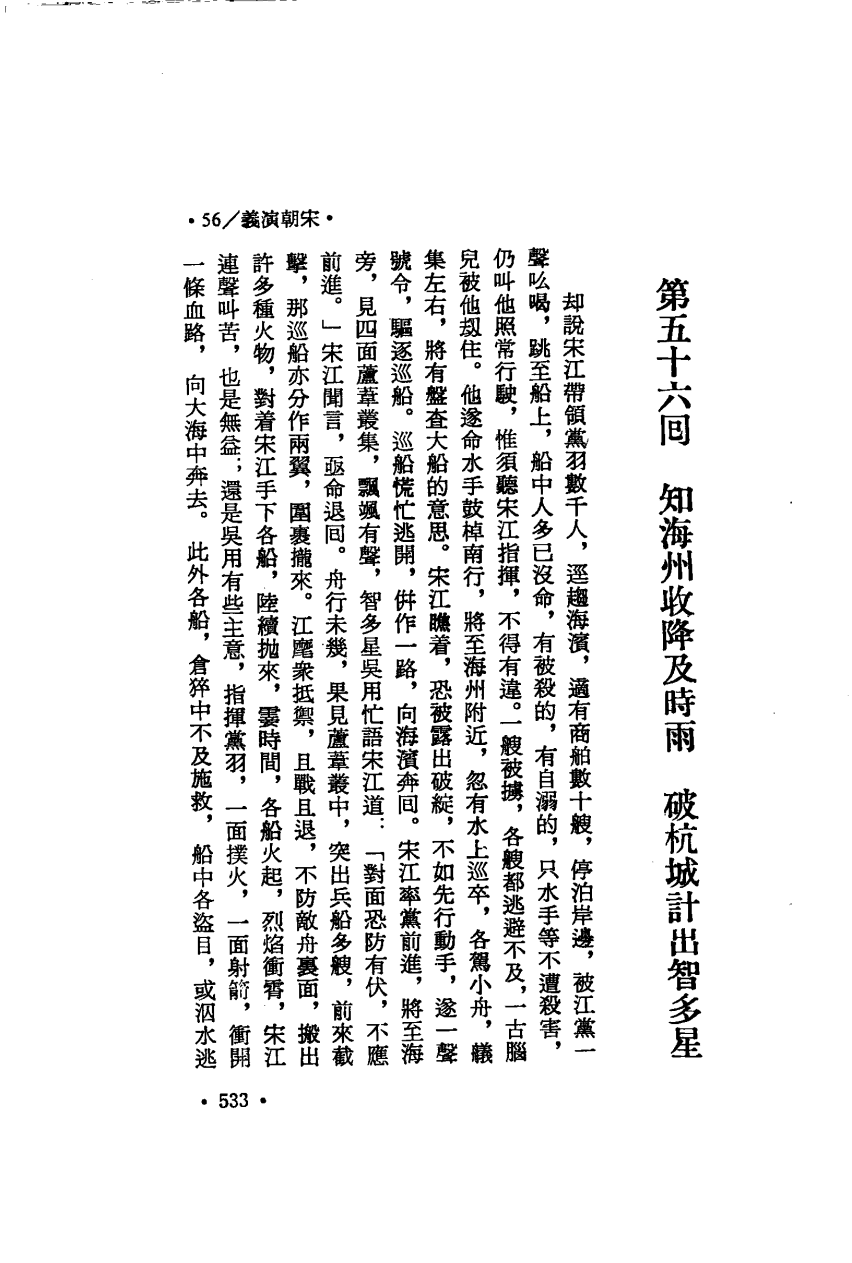 •56/義演朝宋•
第五十六回　知海州收降及時雨　破杭城計出智多星
却說宋江帶領黨羽數千人，逕趨海濱，適有商舶數十艘，停泊岸邊，被江黨一
聲吆喝，跳至船上，船中人多已沒命，有被殺的，有自溺的，只水手等不遭殺害，
仍叫他照常行駛，惟須聽宋江指揮，不得有違。一艘被擄，各艘都逃避不及，一古腦
兒被他刼住。他遂命水手鼓棹南行，將至海州附近，忽有水上巡卒，各駕小舟，艤
集左右，將有盤查大船的意思。宋江瞧着，恐被露出破綻，不如先行動手，遂一聲
號令，驅逐巡船。巡船慌忙逃開，倂作一路，向海濱奔回。宋江率黨前進，將至海
旁，見四面蘆葦叢集，飄颯有聲，智多星吳用忙語宋江道：「對面恐防有伏，不應
前進。」宋江聞言，亟命退回。舟行未幾，果見蘆葦叢中，突出兵船多艘，前來截
擊，那巡船亦分作兩翼，圍裹攏來。江麾衆抵禦，且戰且退，不防敵舟裏面，搬出
許多種火物，對着宋江手下各船，陸續拋來，霎時間，各船火起，烈焰衝霄，宋江
連聲叫苦，也是無益；還是吳用有些主意，指揮黨羽，一面撲火，一面射箭，衝開
一條血路，向大海中奔去。此外各船，倉猝中不及施救，船中各盜目，或泅水逃
•533•